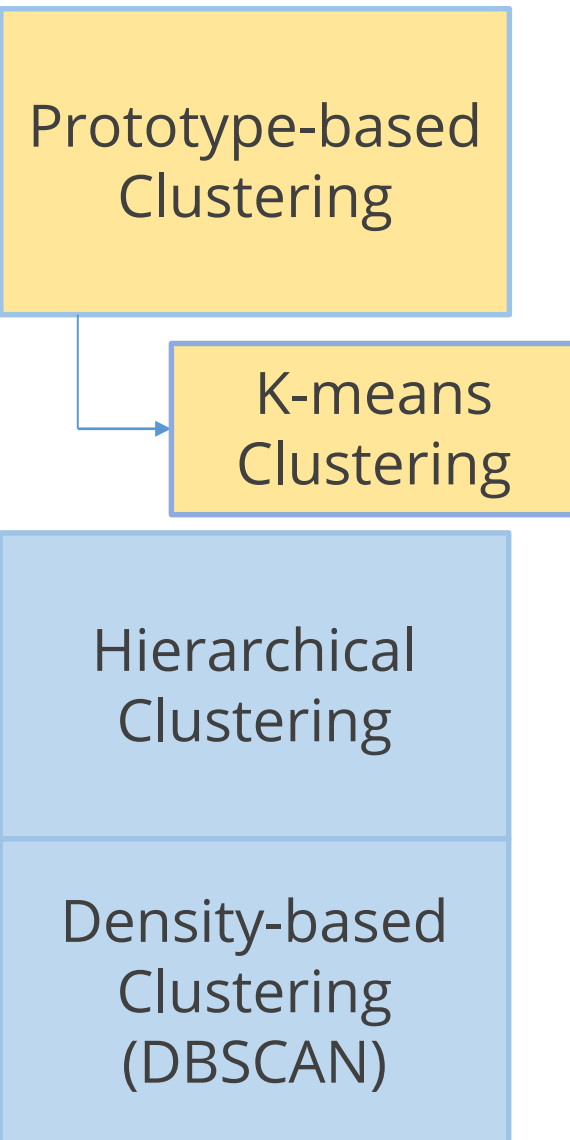 Prototype-based
Clustering
K-means
Clustering
Hierarchical
Clustering
Density-based
Clustering
(DBSCAN)